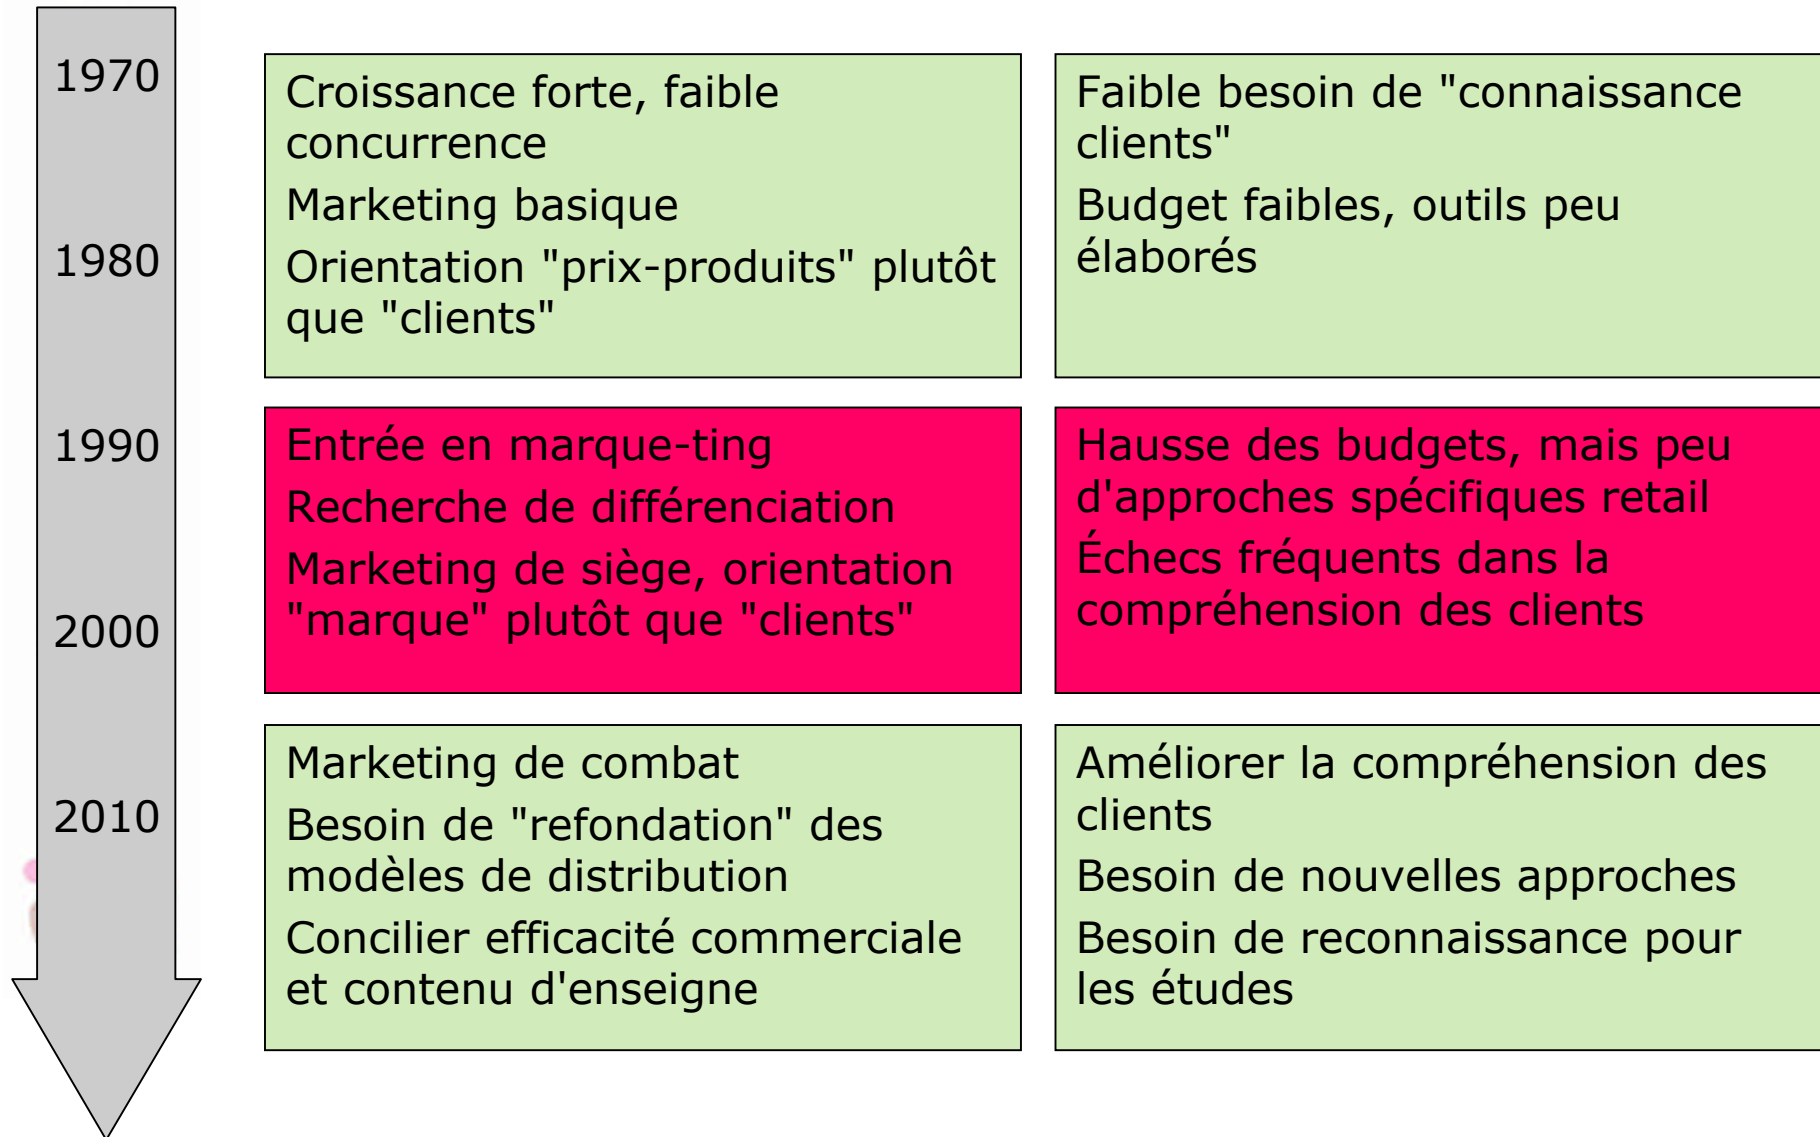 1970
1980
1990
2000
2010
Croissance forte, faible
concurrence
Marketing basique
Orientation "prix-produits" plutôt
que "clients"
Faible besoin de "connaissance
clients"
Budget faibles, outils peu
élaborés
Entrée en marque-ting
Recherche de différenciation
Marketing de siège, orientation
"marque" plutôt que "clients"
Hausse des budgets, mais peu
d'approches spécifiques retail
Échecs fréquents dans la
compréhension des clients
Marketing de combat
Besoin de "refondation" des
modèles de distribution
Concilier efficacité commerciale
et contenu d'enseigne
Améliorer la compréhension des
clients
Besoin de nouvelles approches
Besoin de reconnaissance pour
les études